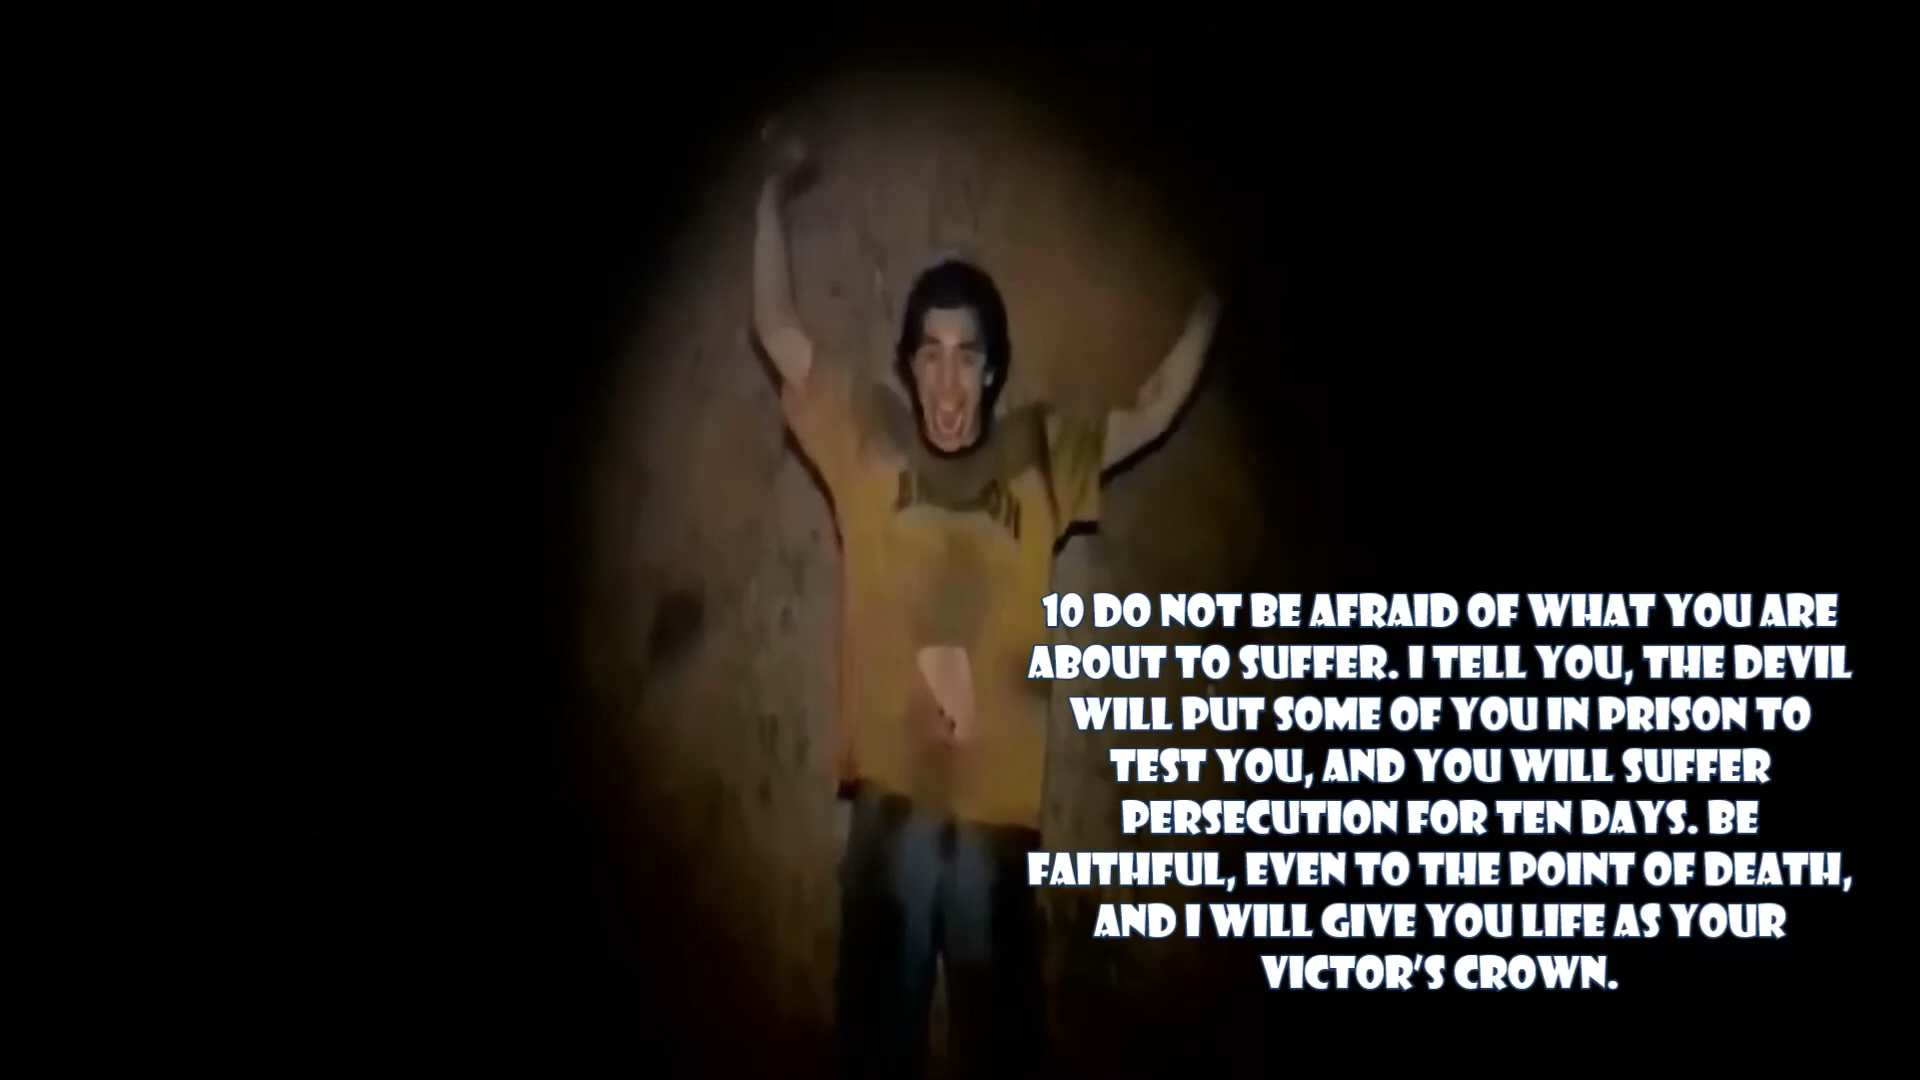 10 DO NOT BE AFRAID OF WHAT YOU ARE
ABOUT TO SUFFER. I TELL YOU, THE DEVIL
WILL PUT SOME OF YOU IN PRISON TO
TEST YOU, AND YOU WILL SUFFER
PERSECUTION FOR TEN DAYS. BE
FAITHFUL, EVEN TO THE POINT OF DEATH,
AND I WILL GIVE YOU LIFE AS YOUR
VICTOR'S CROWN.